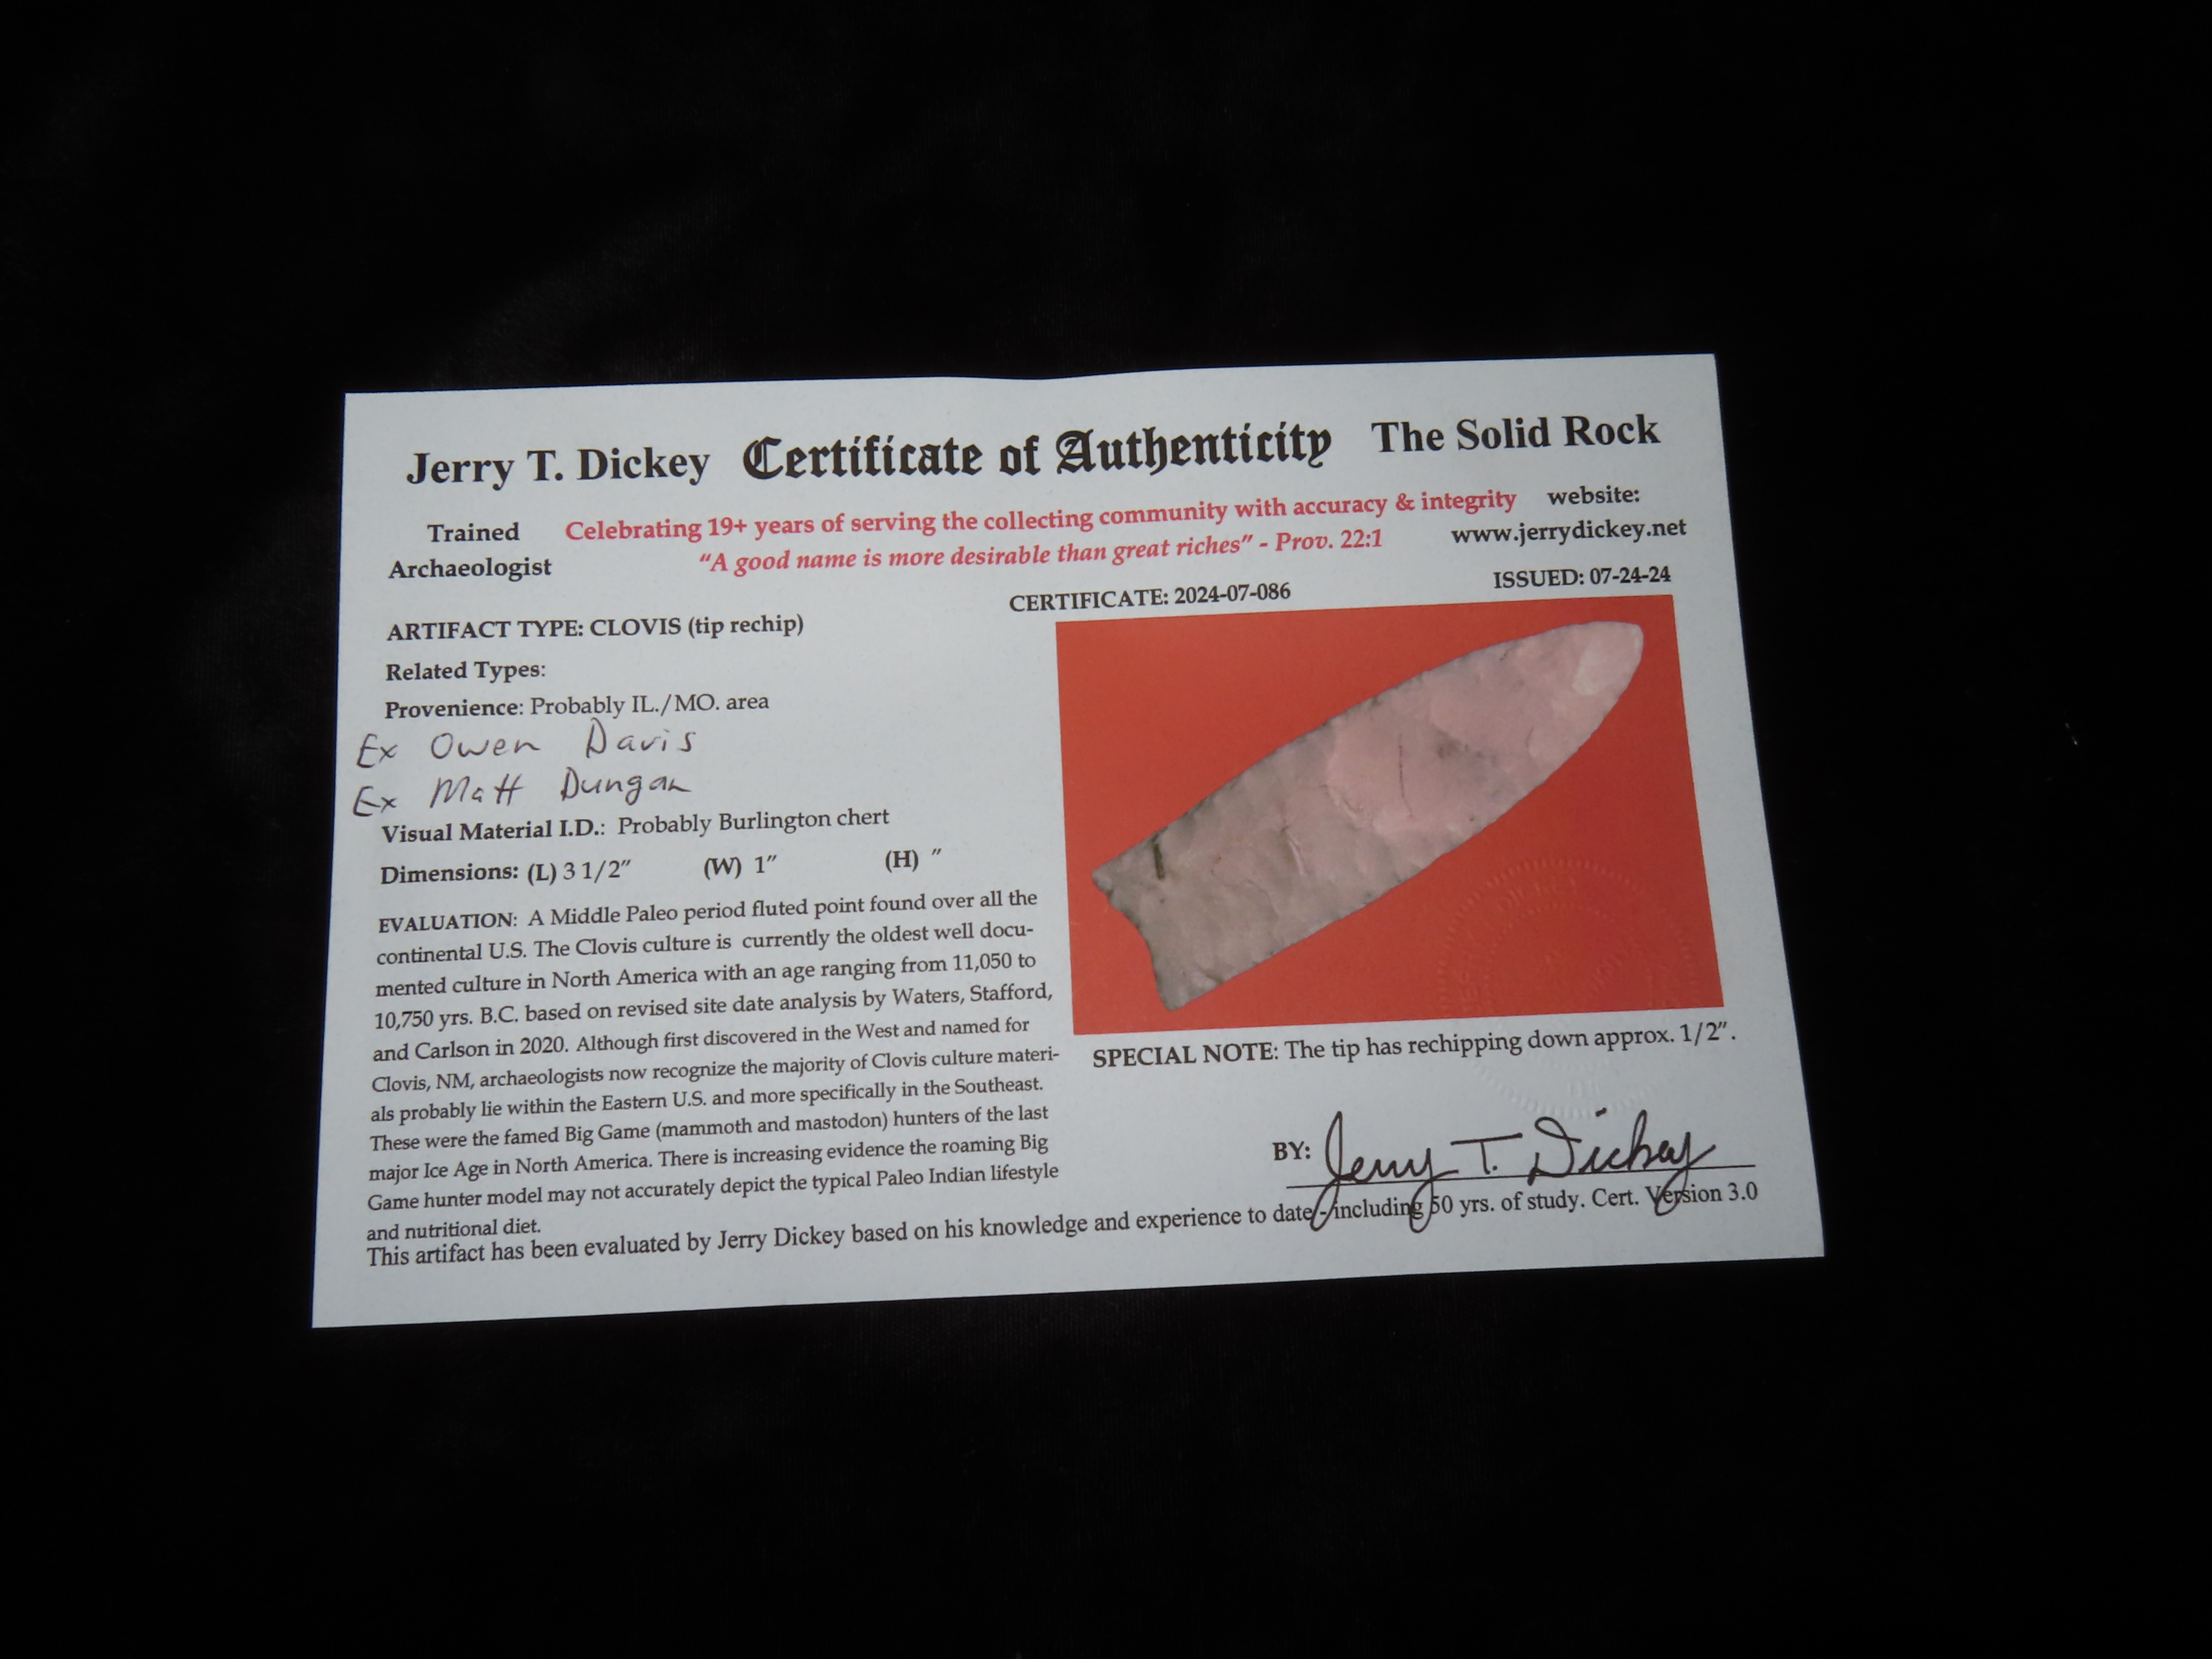 Jerry T. Dickey Certificate of Authenticity The Solid Rock
Trained Archaeologist
Celebrating 19+ years of serving the collecting community with accuracy & integrity
"A good name is more desirable than great riches" - Prov. 22:1
website:
www.jerrydickey.net
CERTIFICATE: 2024-07-086
ISSUED: 07-24-24
ARTIFACT TYPE: CLOVIS (tip rechip)
Related Types:
Provenience: Probably IL./MO. area
Ex Owen Davis
Ex Matt Dungan
Visual Material I.D.: Probably Burlington chert
Dimensions: (L) 3 1/2" (W) 1" (H) "
EVALUATION: A Middle Paleo period fluted point found over all the
continental U.S. The Clovis culture is currently the oldest well docu-
mented culture in North America with an age ranging from 11,050 to
10,750 yrs. B.C. based on revised site date analysis by Waters, Stafford,
and Carlson in 2020. Although first discovered in the West and named for
Clovis, NM, archaeologists now recognize the majority of Clovis culture materi-
als probably lie within the Eastern U.S. and more specifically in the Southeast.
These were the famed Big Game (mammoth and mastodon) hunters of the last
major Ice Age in North America. There is increasing evidence the roaming Big
Game hunter model may not accurately depict the typical Paleo Indian lifestyle
and nutritional diet.
SPECIAL NOTE: The tip has rechipping down approx. 1/2".
BY: Jerry T. Dickey
This artifact has been evaluated by Jerry Dickey based on his knowledge and experience to date - including 50 yrs. of study. Cert. Version 3.0